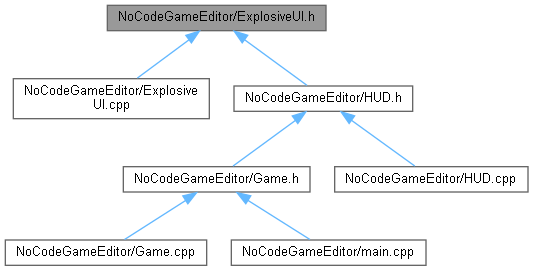 NoCodeGameEditor/ExplosiveUI.h
NoCodeGameEditor/Explosive
UI.cpp
NoCodeGameEditor/HUD.h
NoCodeGameEditor/Game.h
NoCodeGameEditor/HUD.cpp
NoCodeGameEditor/Game.cpp
NoCodeGameEditor/main.cpp